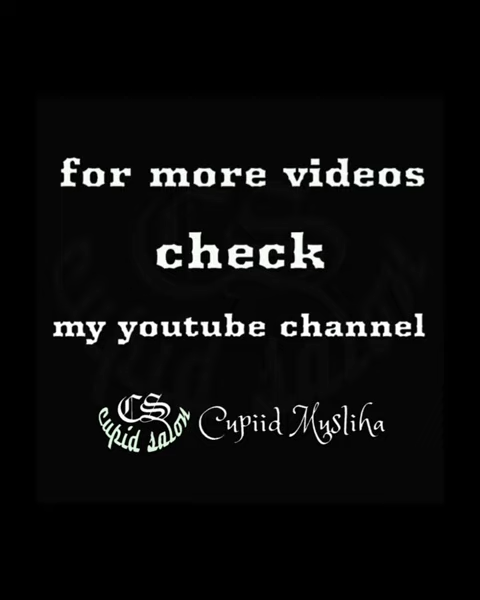 for more videos
check
my youtube channel
CS
cupid salon
Cupiid Mysliha